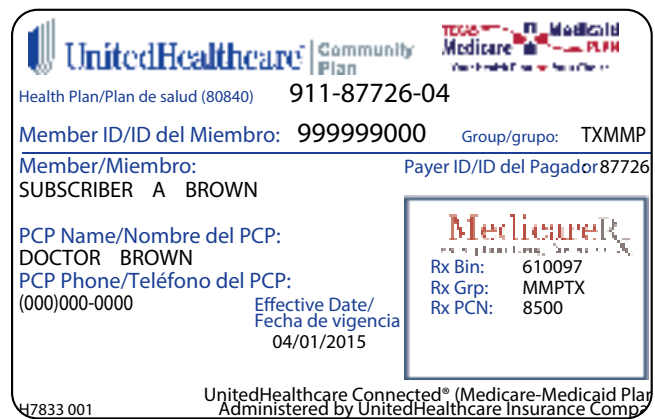 UnitedHealthcare Community Plan
TEXAS Medicare Medicaid PLAN
Health Plan/Plan de salud (80840) 911-87726-04
Member ID/ID del Miembro: 999999000 Group/grupo: TXMMP
Member/Miembro: Payer ID/ID del Pagador: 87726
SUBSCRIBER A BROWN
PCP Name/Nombre del PCP:
DOCTOR BROWN
PCP Phone/Teléfono del PCP:
(000)000-0000
Effective Date/
Fecha de vigencia
04/01/2015
MedicareRx
Rx Bin: 610097
Rx Grp: MMPTX
Rx PCN: 8500
H7833 001
UnitedHealthcare Connected® (Medicare-Medicaid Plan
Administered by UnitedHealthcare Insurance Compa